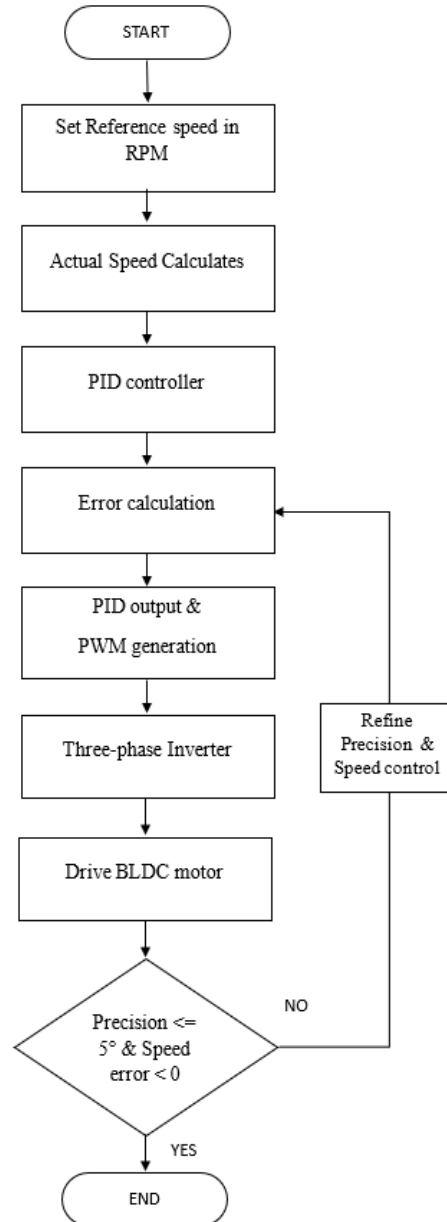 START
Set Reference speed in
RPM
Actual Speed Calculates
PID controller
Error calculation
PID output &
PWM generation
Three-phase Inverter
Refine
Precision &
Speed control
Drive BLDC motor
NO
Precision <=
5° & Speed
error < 0
YES
END